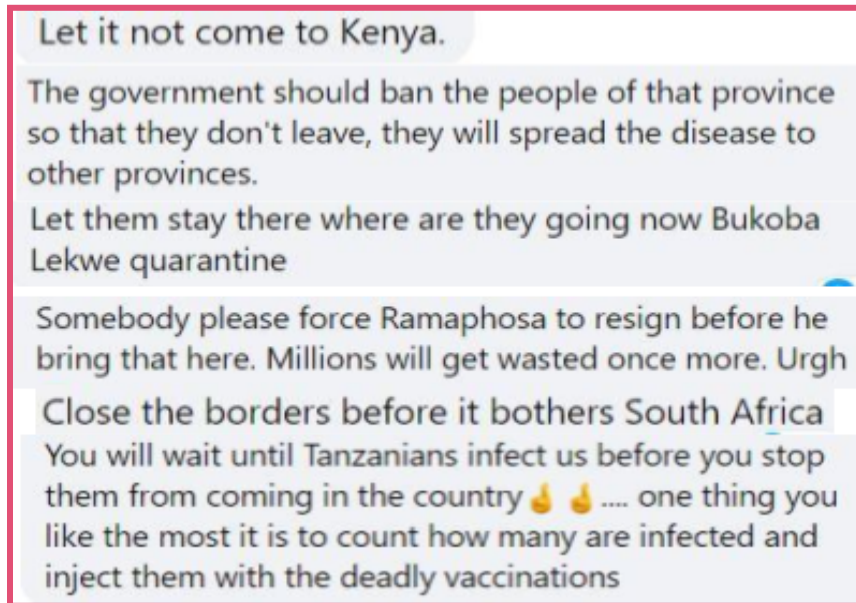 Let it not come to Kenya.
The government should ban the people of that province
so that they don't leave, they will spread the disease to
other provinces.
Let them stay there where are they going now Bukoba
Lekwe quarantine
Somebody please force Ramaphosa to resign before he
bring that here. Millions will get wasted once more. Urgh
Close the borders before it bothers South Africa
You will wait until Tanzanians infect us before you stop
them from coming in the country☝️ ☝️.... one thing you
like the most it is to count how many are infected and
inject them with the deadly vaccinations